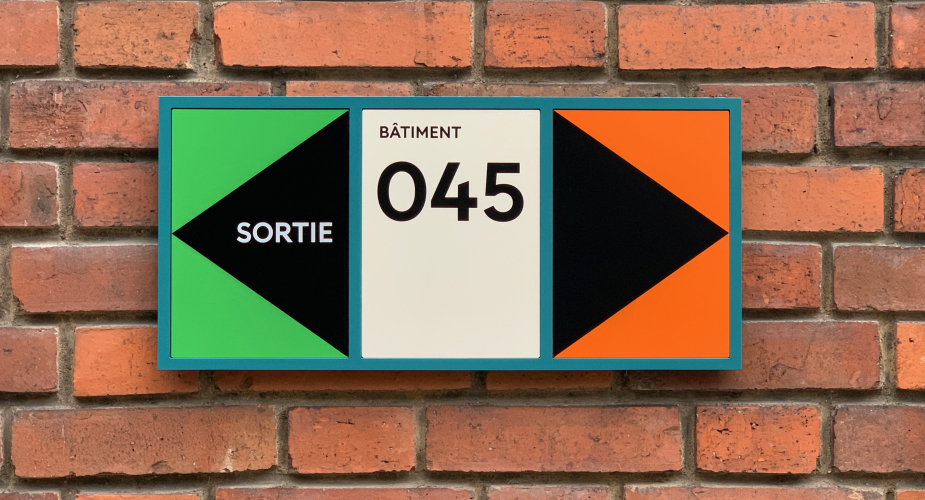 SORTIE
BÂTIMENT
045